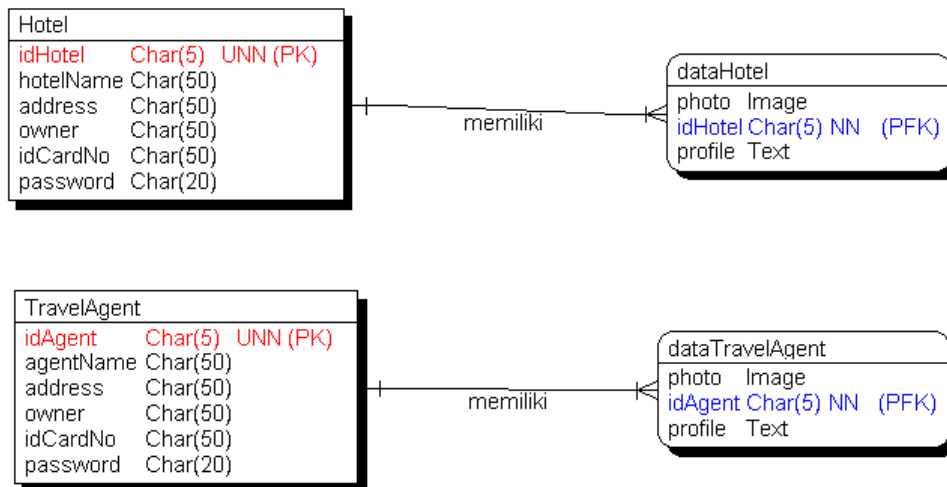 Hotel
idHotel Char(5) UNN (PK)
hotelName Char(50)
address Char(50)
owner Char(50)
idCardNo Char(50)
password Char(20)
memiliki
dataHotel
photo Image
idHotel Char(5) NN (PFK)
profile Text
TravelAgent
idAgent Char(5) UNN (PK)
agentName Char(50)
address Char(50)
owner Char(50)
idCardNo Char(50)
password Char(20)
memiliki
dataTravelAgent
photo Image
idAgent Char(5) NN (PFK)
profile Text